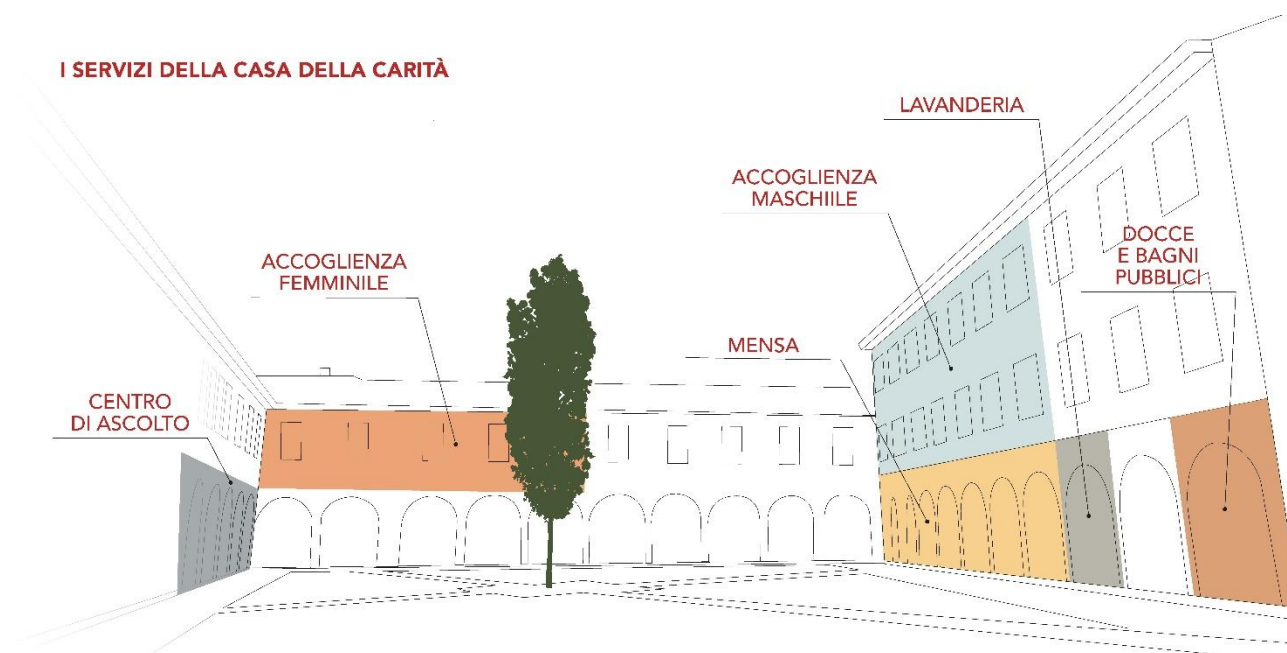 I SERVIZI DELLA CASA DELLA CARITÀ
LAVANDERIA
ACCOGLIENZA
MASCHIILE
DOCCE
E BAGNI
PUBBLICI
ACCOGLIENZA
FEMMINILE
MENSA
CENTRO
DI ASCOLTO